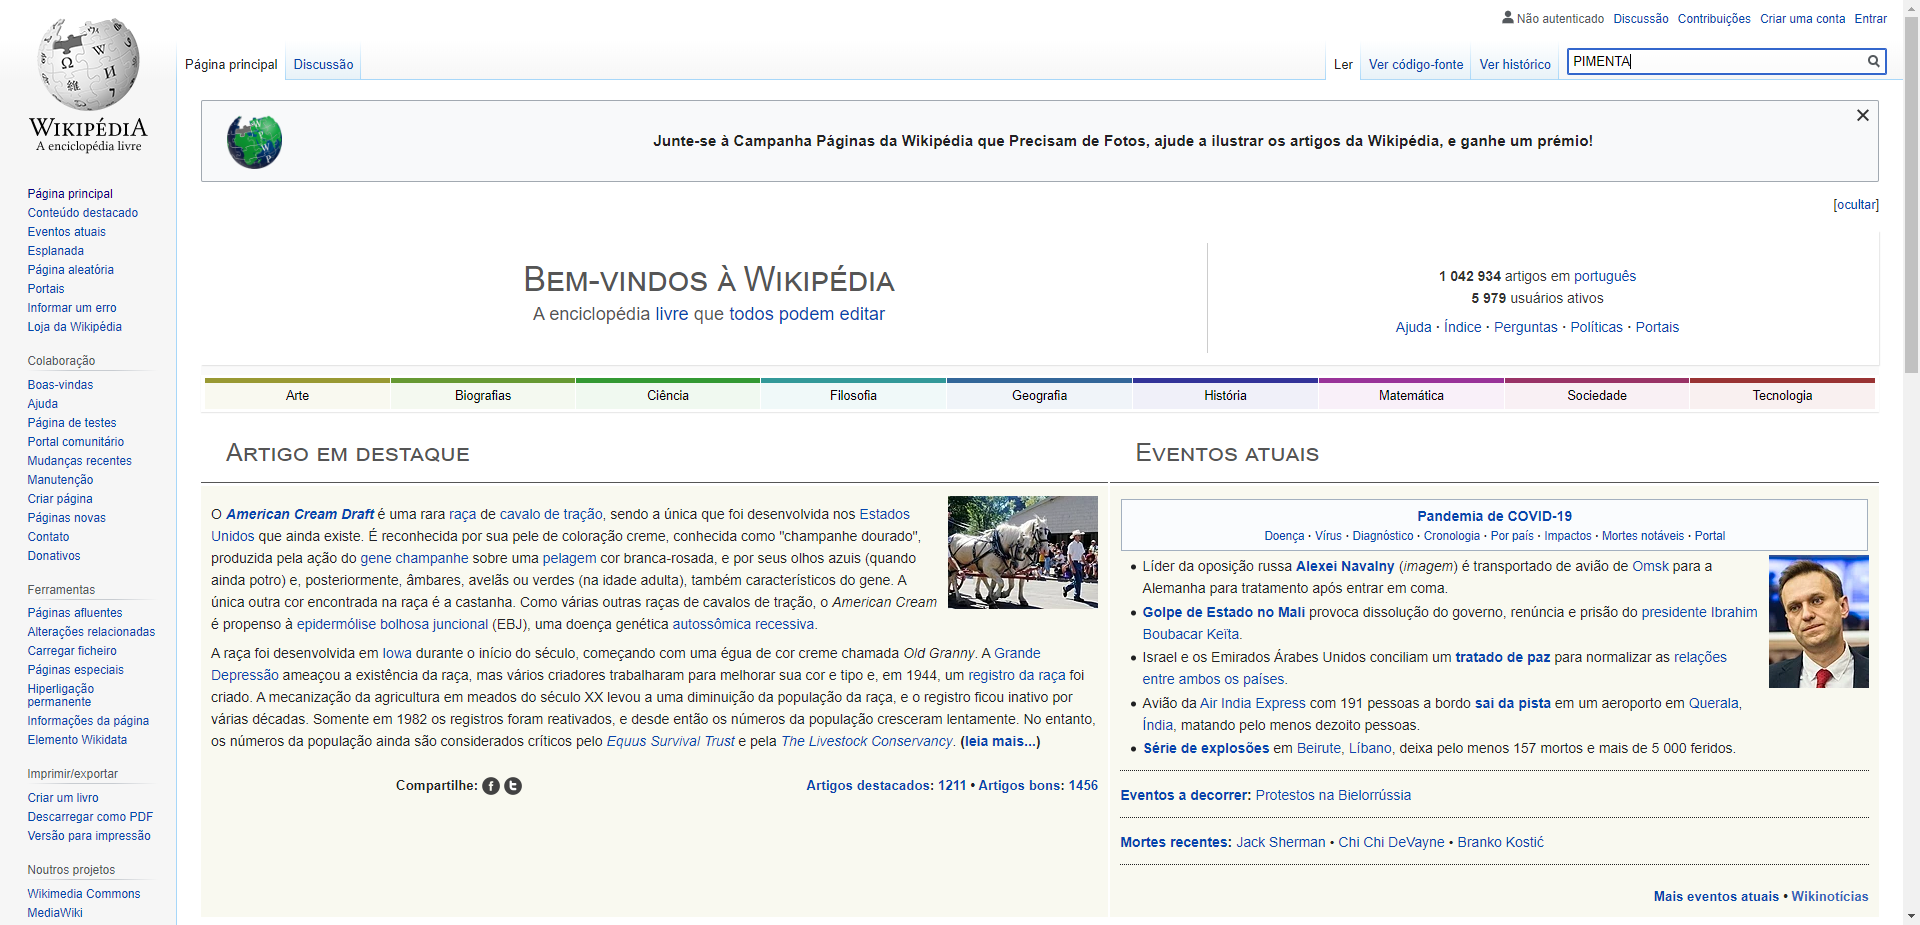 Não autenticado Discussão Contribuições Criar uma conta Entrar
Página principal Discussão Ler Ver código-fonte Ver histórico PIMENTA
WIKIPÉDIA
A enciclopédia livre
Página principal
Conteúdo destacado
Eventos atuais
Esplanada
Página aleatória
Portais
Informar um erro
Loja da Wikipédia
Colaboração
Boas-vindas
Ajuda
Página de testes
Portal comunitário
Mudanças recentes
Manutenção
Criar página
Páginas novas
Contato
Donativos
Ferramentas
Páginas afluentes
Alterações relacionadas
Carregar ficheiro
Páginas especiais
Hiperligação
permanente
Informações da página
Elemento Wikidata
Imprimir/exportar
Criar um livro
Descarregar como PDF
Versão para impressão
Noutros projetos
Wikimedia Commons
MediaWiki
Junte-se à Campanha Páginas da Wikipédia que Precisam de Fotos, ajude a ilustrar os artigos da Wikipédia, e ganhe um prémio!
[ocultar]
Bem-vindos à Wikipédia
A enciclopédia livre que todos podem editar
1 042 934 artigos em português
5 979 usuários ativos
Ajuda · Índice · Perguntas · Políticas · Portais
Arte Biografias Ciência Filosofia Geografia História Matemática Sociedade Tecnologia
Artigo em destaque
O American Cream Draft é uma rara raça de cavalo de tração, sendo a única que foi desenvolvida nos Estados
Unidos que ainda existe. É reconhecida por sua pele de coloração creme, conhecida como "champanhe dourado",
produzida pela ação do gene champanhe sobre uma pelagem cor branca-rosada, e por seus olhos azuis (quando
ainda potro) e, posteriormente, âmbares, avelãs ou verdes (na idade adulta), também característicos do gene. A
única outra cor encontrada na raça é a castanha. Como várias outras raças de cavalos de tração, o American Cream
é propenso à epidermólise bolhosa juncional (EBJ), uma doença genética autossômica recessiva.
A raça foi desenvolvida em Iowa durante o início do século, começando com uma égua de cor creme chamada Old Granny. A Grande
Depressão ameaçou a existência da raça, mas vários criadores trabalharam para melhorar sua cor e tipo e, em 1944, um registro da raça foi
criado. A mecanização da agricultura em meados do século XX levou a uma diminuição da população da raça, e o registro ficou inativo por
várias décadas. Somente em 1982 os registros foram reativados, e desde então os números da população cresceram lentamente. No entanto,
os números da população ainda são considerados críticos pelo Equus Survival Trust e pela The Livestock Conservancy. (leia mais...)
Compartilhe: Artigos destacados: 1211 • Artigos bons: 1456
Eventos atuais
Pandemia de COVID-19
Doença · Vírus · Diagnóstico · Cronologia · Por país · Impactos · Mortes notáveis · Portal
• Líder da oposição russa Alexei Navalny (imagem) é transportado de avião de Omsk para a
Alemanha para tratamento após entrar em coma.
• Golpe de Estado no Mali provoca dissolução do governo, renúncia e prisão do presidente Ibrahim
Boubacar Keïta.
• Israel e os Emirados Árabes Unidos conciliam um tratado de paz para normalizar as relações
entre ambos os países.
• Avião da Air India Express com 191 pessoas a bordo sai da pista em um aeroporto em Querala,
Índia, matando pelo menos dezoito pessoas.
• Série de explosões em Beirute, Líbano, deixa pelo menos 157 mortos e mais de 5 000 feridos.
Eventos a decorrer: Protestos na Bielorrússia
Mortes recentes: Jack Sherman • Chi Chi DeVayne • Branko Kostić
Mais eventos atuais • Wikinotícias